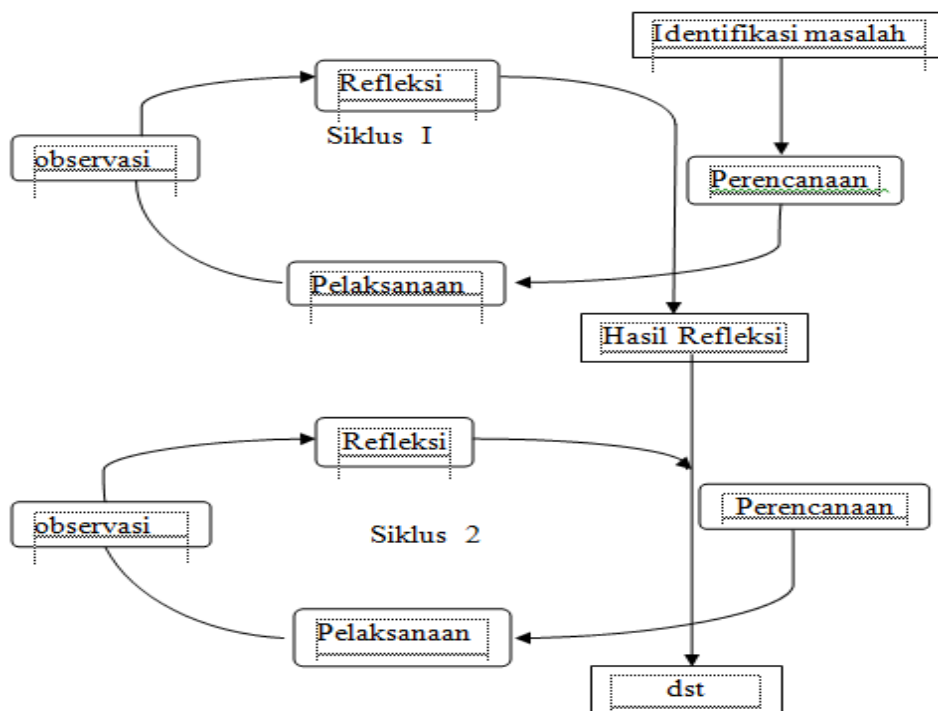 Identifikasi masalah
Refleksi
Siklus I
observasi
Perencanaan
Pelaksanaan
Hasil Refleksi
Refleksi
Perencanaan
observasi
Siklus 2
Pelaksanaan
dst